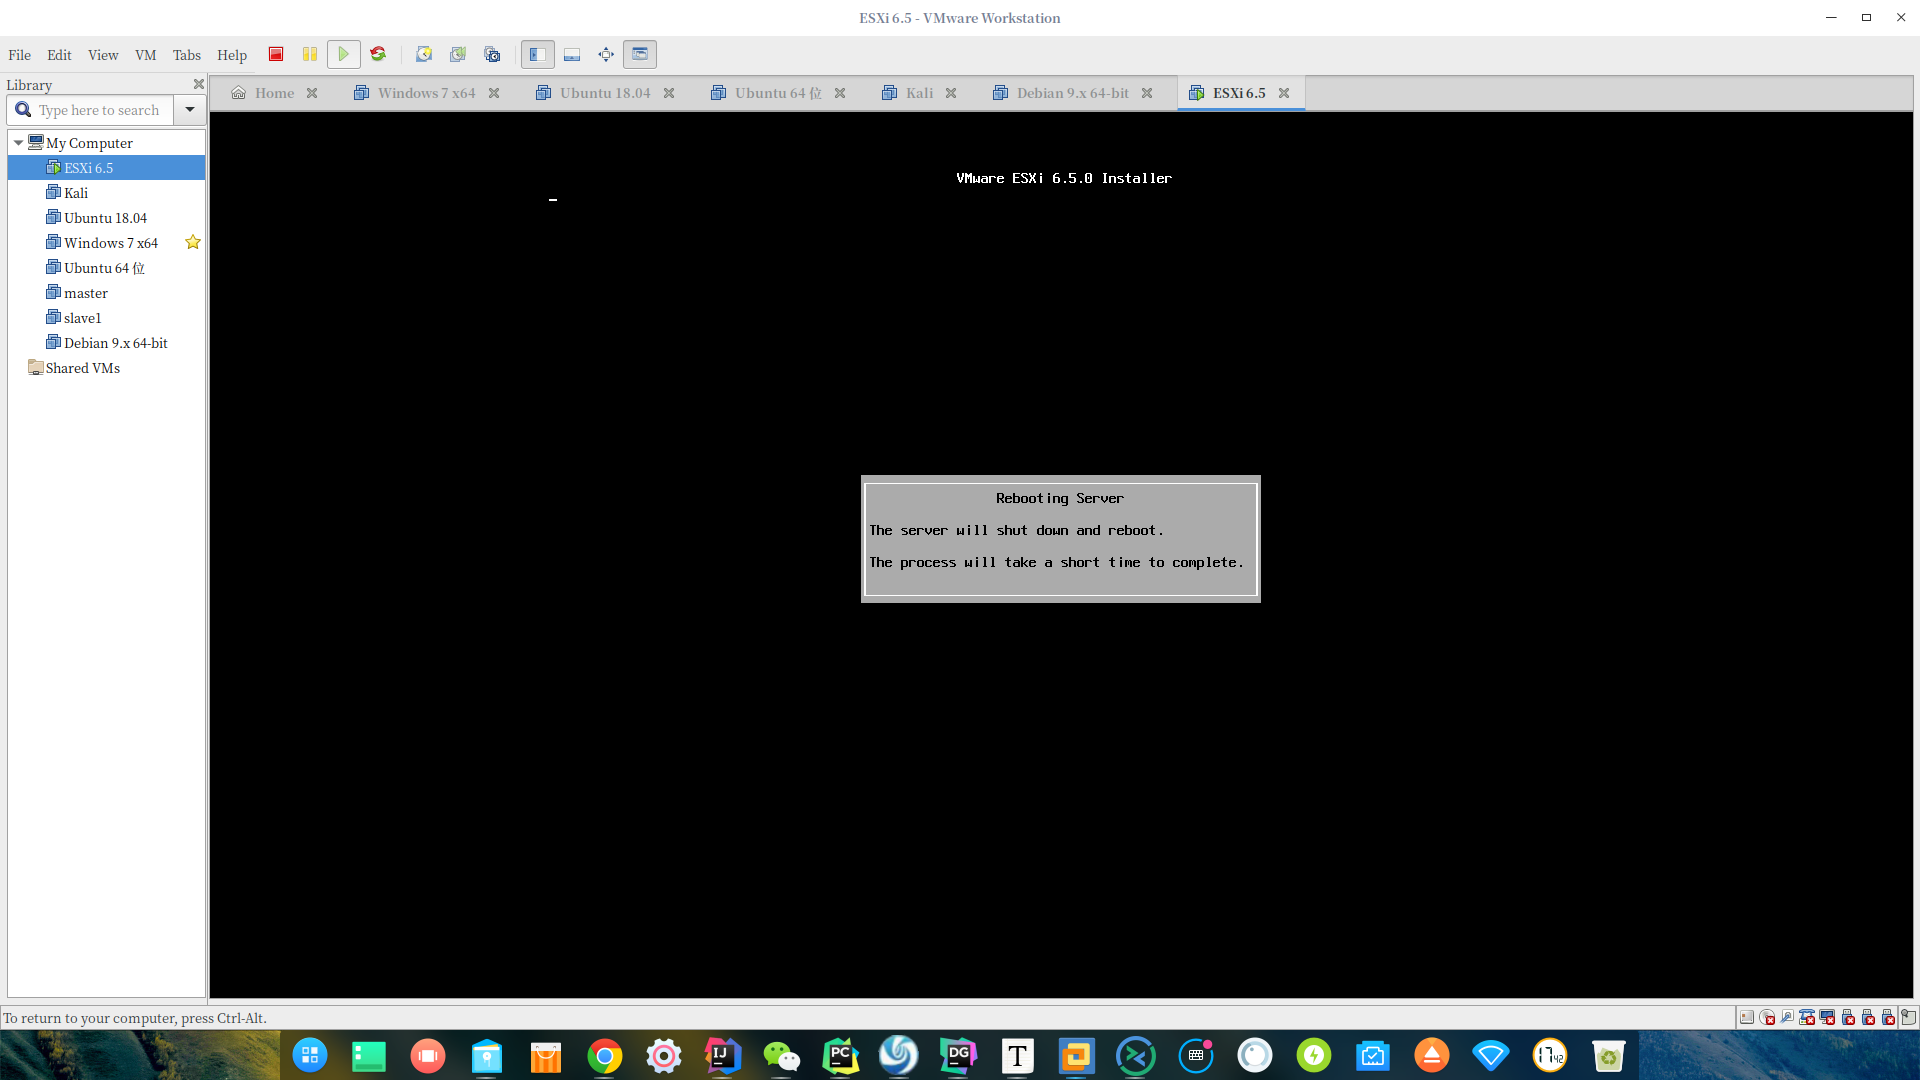 ESXi 6.5 - VMware Workstation
File Edit View VM Tabs Help
Library
Type here to search
My Computer
ESXi 6.5
Kali
Ubuntu 18.04
Windows 7 x64
Ubuntu 64 位
master
slave1
Debian 9.x 64-bit
Shared VMs
Home Windows 7 x64 Ubuntu 18.04 Ubuntu 64 位 Kali Debian 9.x 64-bit ESXi 6.5
VMware ESXi 6.5.0 Installer
Rebooting Server
The server will shut down and reboot.
The process will take a short time to complete.
To return to your computer, press Ctrl-Alt.
IJ PC DG T 17 42